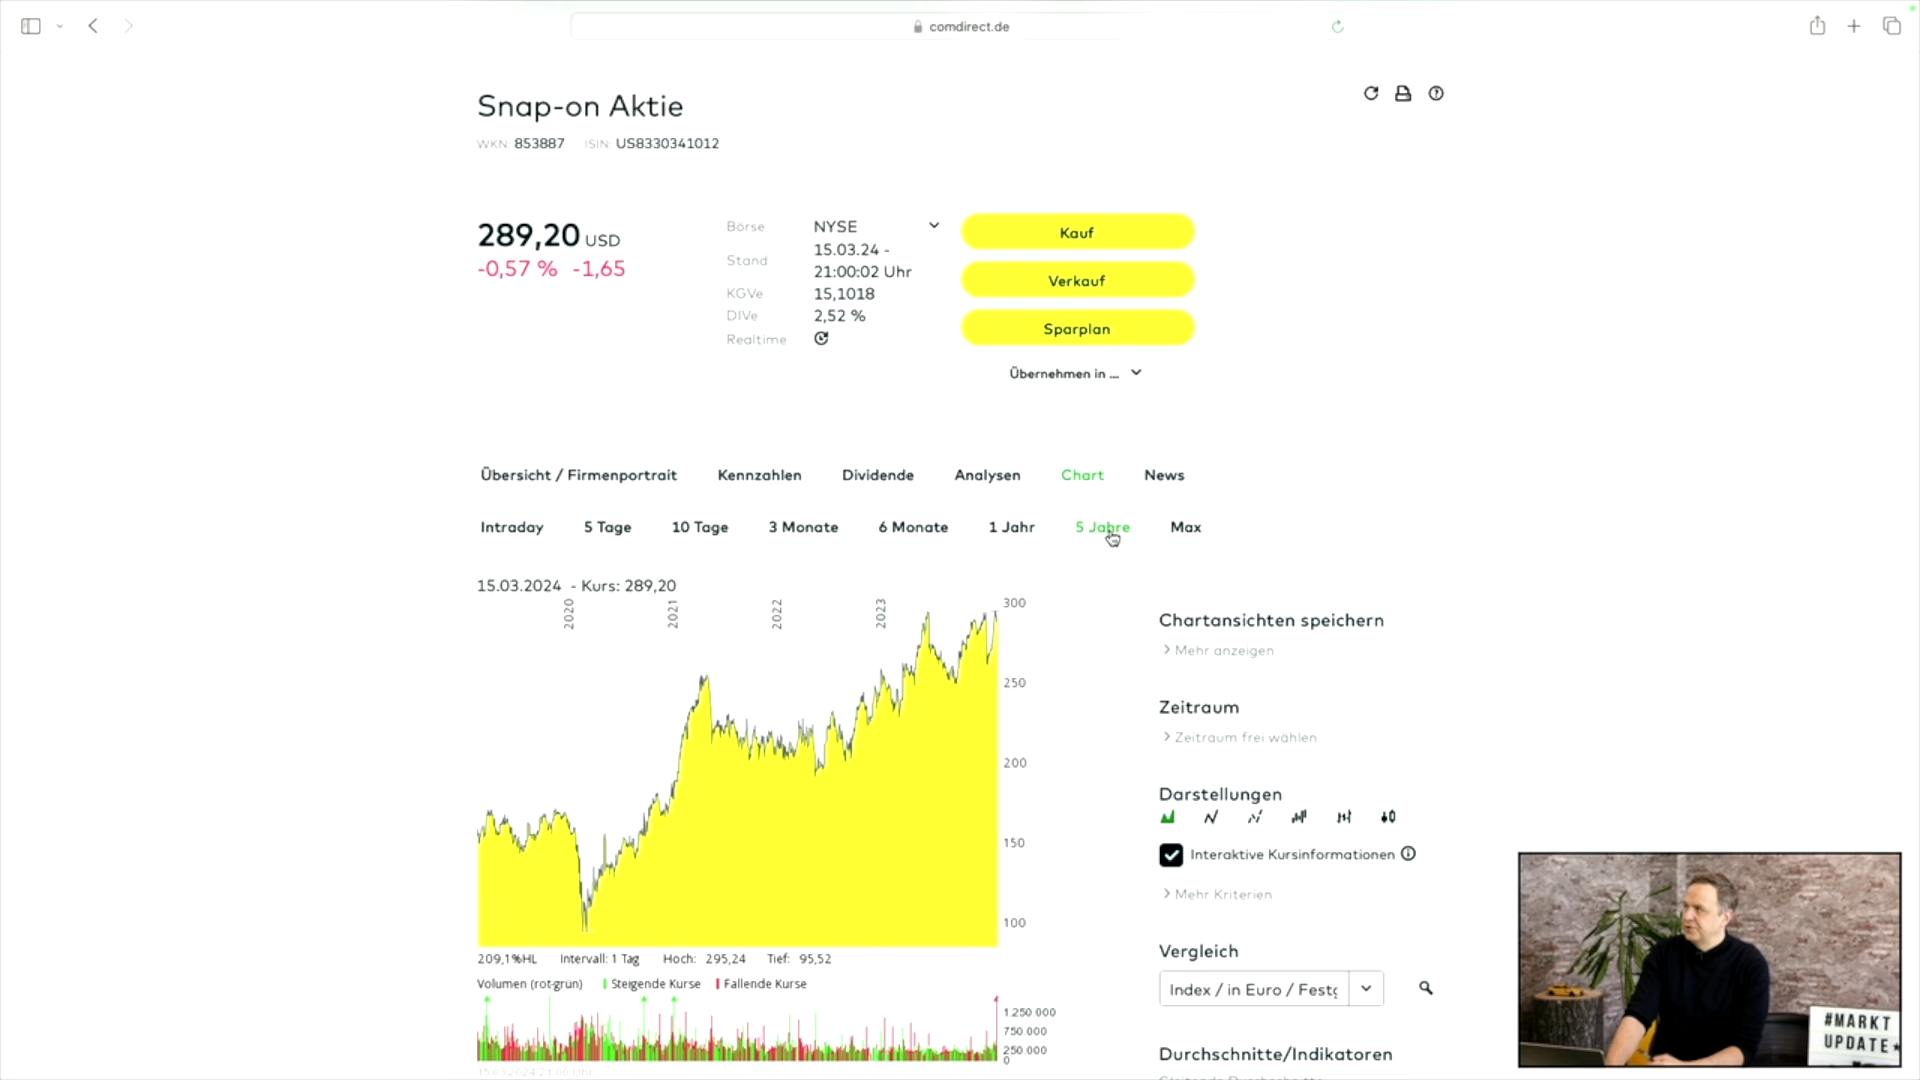 comdirect.de
Snap-on Aktie
WKN: 853887 ISIN: US8330341012
289,20 USD
-0,57 % -1,65
Börse NYSE
Stand 15.03.24 -
21:00:02 Uhr
KGVe 15,1018
DIVe 2,52 %
Realtime
Kauf
Verkauf
Sparplan
Übernehmen in ...
Übersicht / Firmenportrait Kennzahlen Dividende Analysen Chart News
Intraday 5 Tage 10 Tage 3 Monate 6 Monate 1 Jahr 5 Jahre Max
15.03.2024 - Kurs: 289,20
2020 2021 2022 2023
300
250
200
150
100
209,1%HL Intervall: 1 Tag Hoch: 295,24 Tief: 95,52
Volumen (rot-grün) Steigende Kurse Fallende Kurse
1 250 000
750 000
250 000
0
15.03.2024 21:00 Uhr
Chartansichten speichern
Mehr anzeigen
Zeitraum
Zeitraum frei wählen
Darstellungen
Interaktive Kursinformationen
Mehr Kriterien
Vergleich
Index / in Euro / Festg
Durchschnitte/Indikatoren
#MARKT
UPDATE*